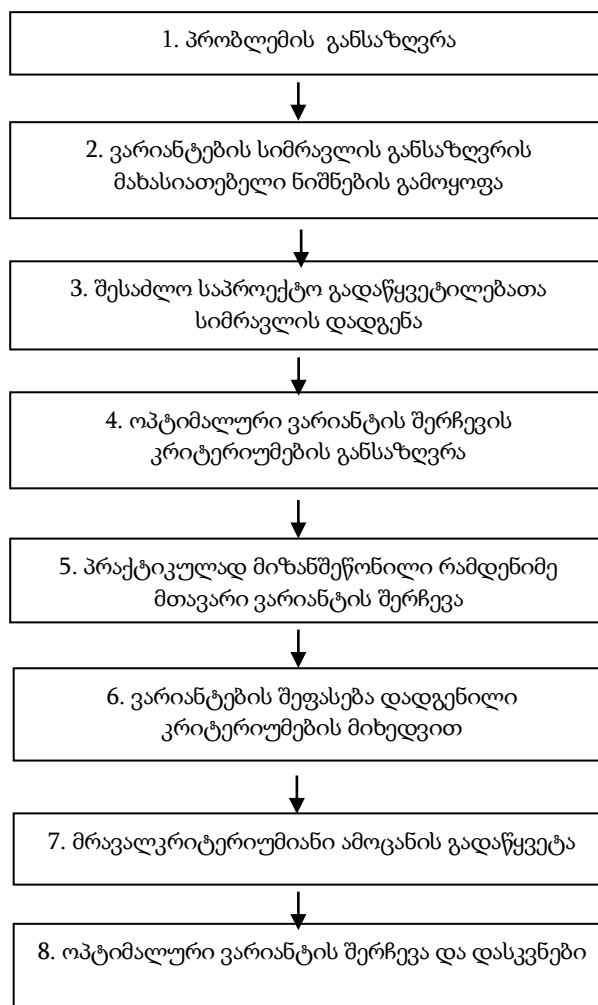 1. პრობლემის განსაზღვრა
2. ვარიანტების სიმრავლის განსაზღვრის
მახასიათებელი ნიშნების გამოყოფა
3. შესაძლო საპროექტო გადაწყვეტილებათა
სიმრავლის დადგენა
4. ოპტიმალური ვარიანტის შერჩევის
კრიტერიუმების განსაზღვრა
5. პრაქტიკულად მიზანშეწონილი რამდენიმე
მთავარი ვარიანტის შერჩევა
6. ვარიანტების შეფასება დადგენილი
კრიტერიუმების მიხედვით
7. მრავალკრიტერიუმიანი ამოცანის გადაწყვეტა
8. ოპტიმალური ვარიანტის შერჩევა და დასკვნები